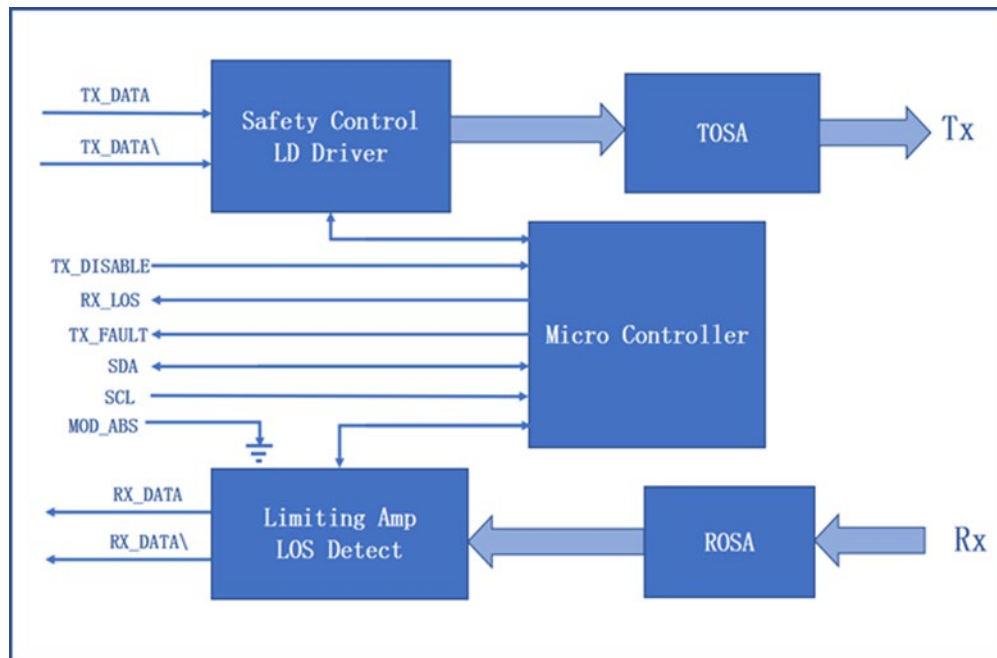 TX_DATA
TX_DATA\
Safety Control
LD Driver
TOSA
Tx
TX_DISABLE
RX_LOS
TX_FAULT
SDA
SCL
MOD_ABS
Micro Controller
RX_DATA
RX_DATA\
Limiting Amp
LOS Detect
ROSA
Rx